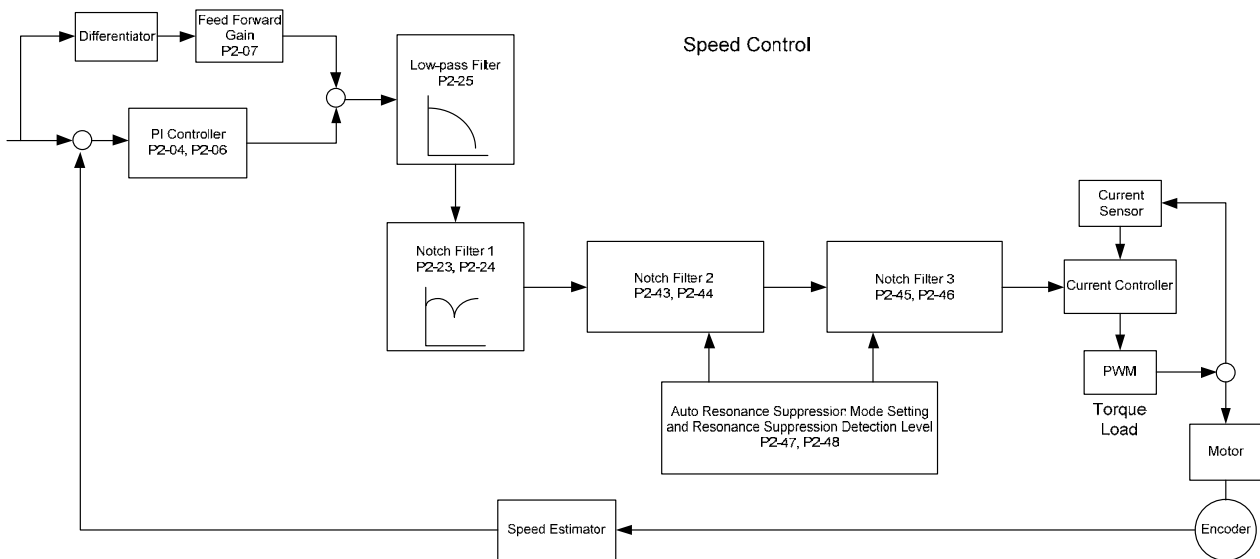 Speed Control
Differentiator
Feed Forward
Gain
P2-07
Low-pass Filter
P2-25
PI Controller
P2-04, P2-06
Notch Filter 1
P2-23, P2-24
Notch Filter 2
P2-43, P2-44
Notch Filter 3
P2-45, P2-46
Current
Sensor
Current Controller
PWM
Torque
Load
Auto Resonance Suppression Mode Setting
and Resonance Suppression Detection Level
P2-47, P2-48
Motor
Speed Estimator
Encoder